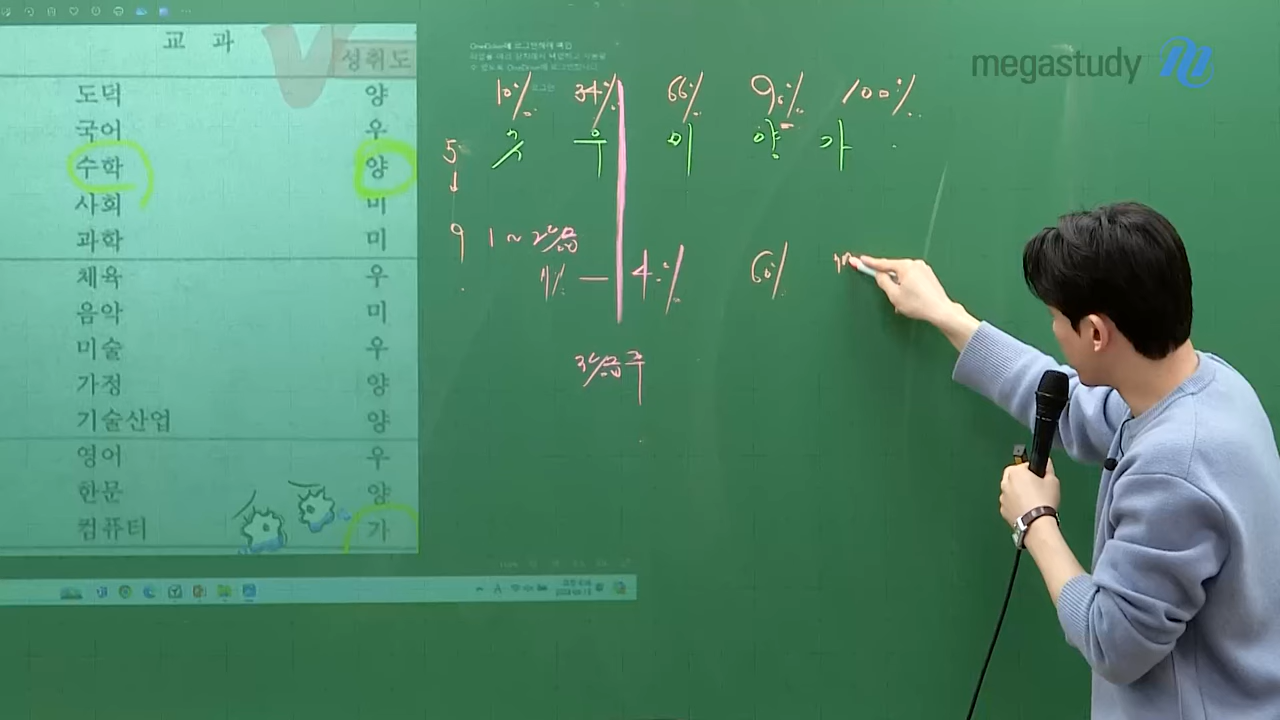 교 과
성취도
도덕 양
국어 우
수학 양
사회 미
과학 미
체육 우
음악 미
미술 우
가정 양
기술산업 양
영어 우
한문 양
컴퓨터 가
megastudy
10% 34% 66% 90% 100%
5 수 우 미 양 가
9 1 ~ 2등급
4%
60%
3등급